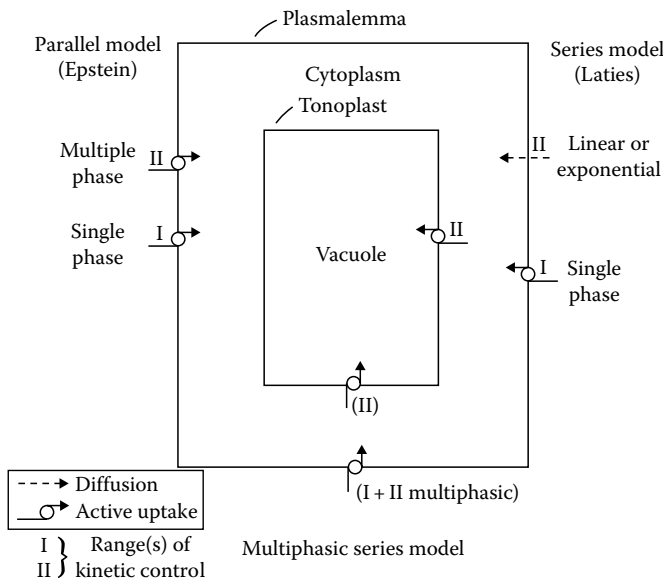 Plasmalemma
Parallel model
(Epstein)
Series model
(Laties)
Cytoplasm
Tonoplast
Multiple
phase
II
II
Linear or
exponential
Single
phase
I
Vacuole
II
I
Single
phase
(II)
(I + II multiphasic)
Diffusion
Active uptake
I
II
Range(s) of
kinetic control
Multiphasic series model